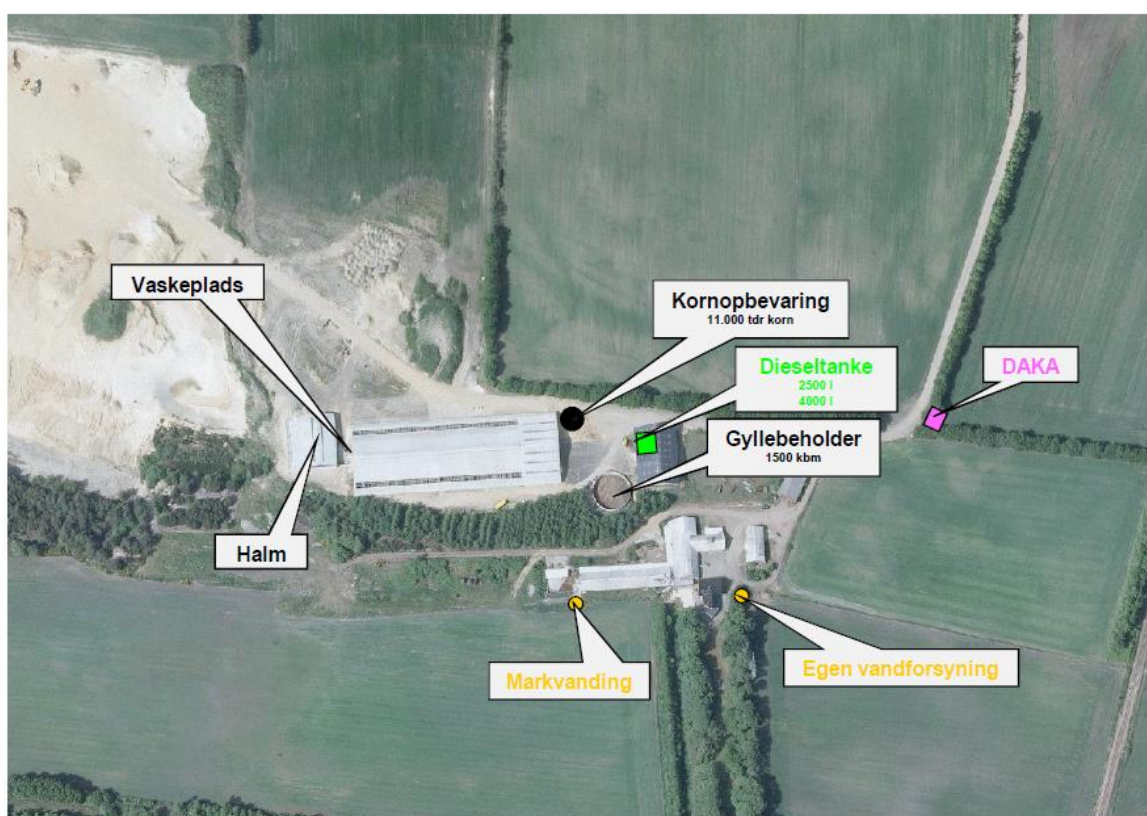 Vaskeplads
Kornopbevaring
11.000 tdr korn
Dieseltanke
2500 l
4000 l
DAKA
Gyllebeholder
1500 kbm
Halm
Markvanding
Egen vandforsyning